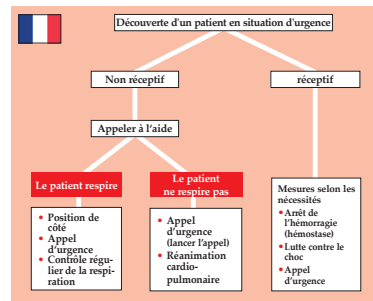 Découverte d'un patient en situation d'urgence
Non réceptif
réceptif
Appeler à l'aide
Le patient respire
Le patient
ne respire pas
• Position de
côté
• Appel
d'urgence
• Contrôle régu-
lier de la respi-
ration
• Appel
d'urgence
(lancer l'appel)
• Réanimation
cardio-
pulmonaire
Mesures selon les
nécessités
• Arrêt de
l'hémorragie
(hémostase)
• Lutte contre le
choc
• Appel
d'urgence